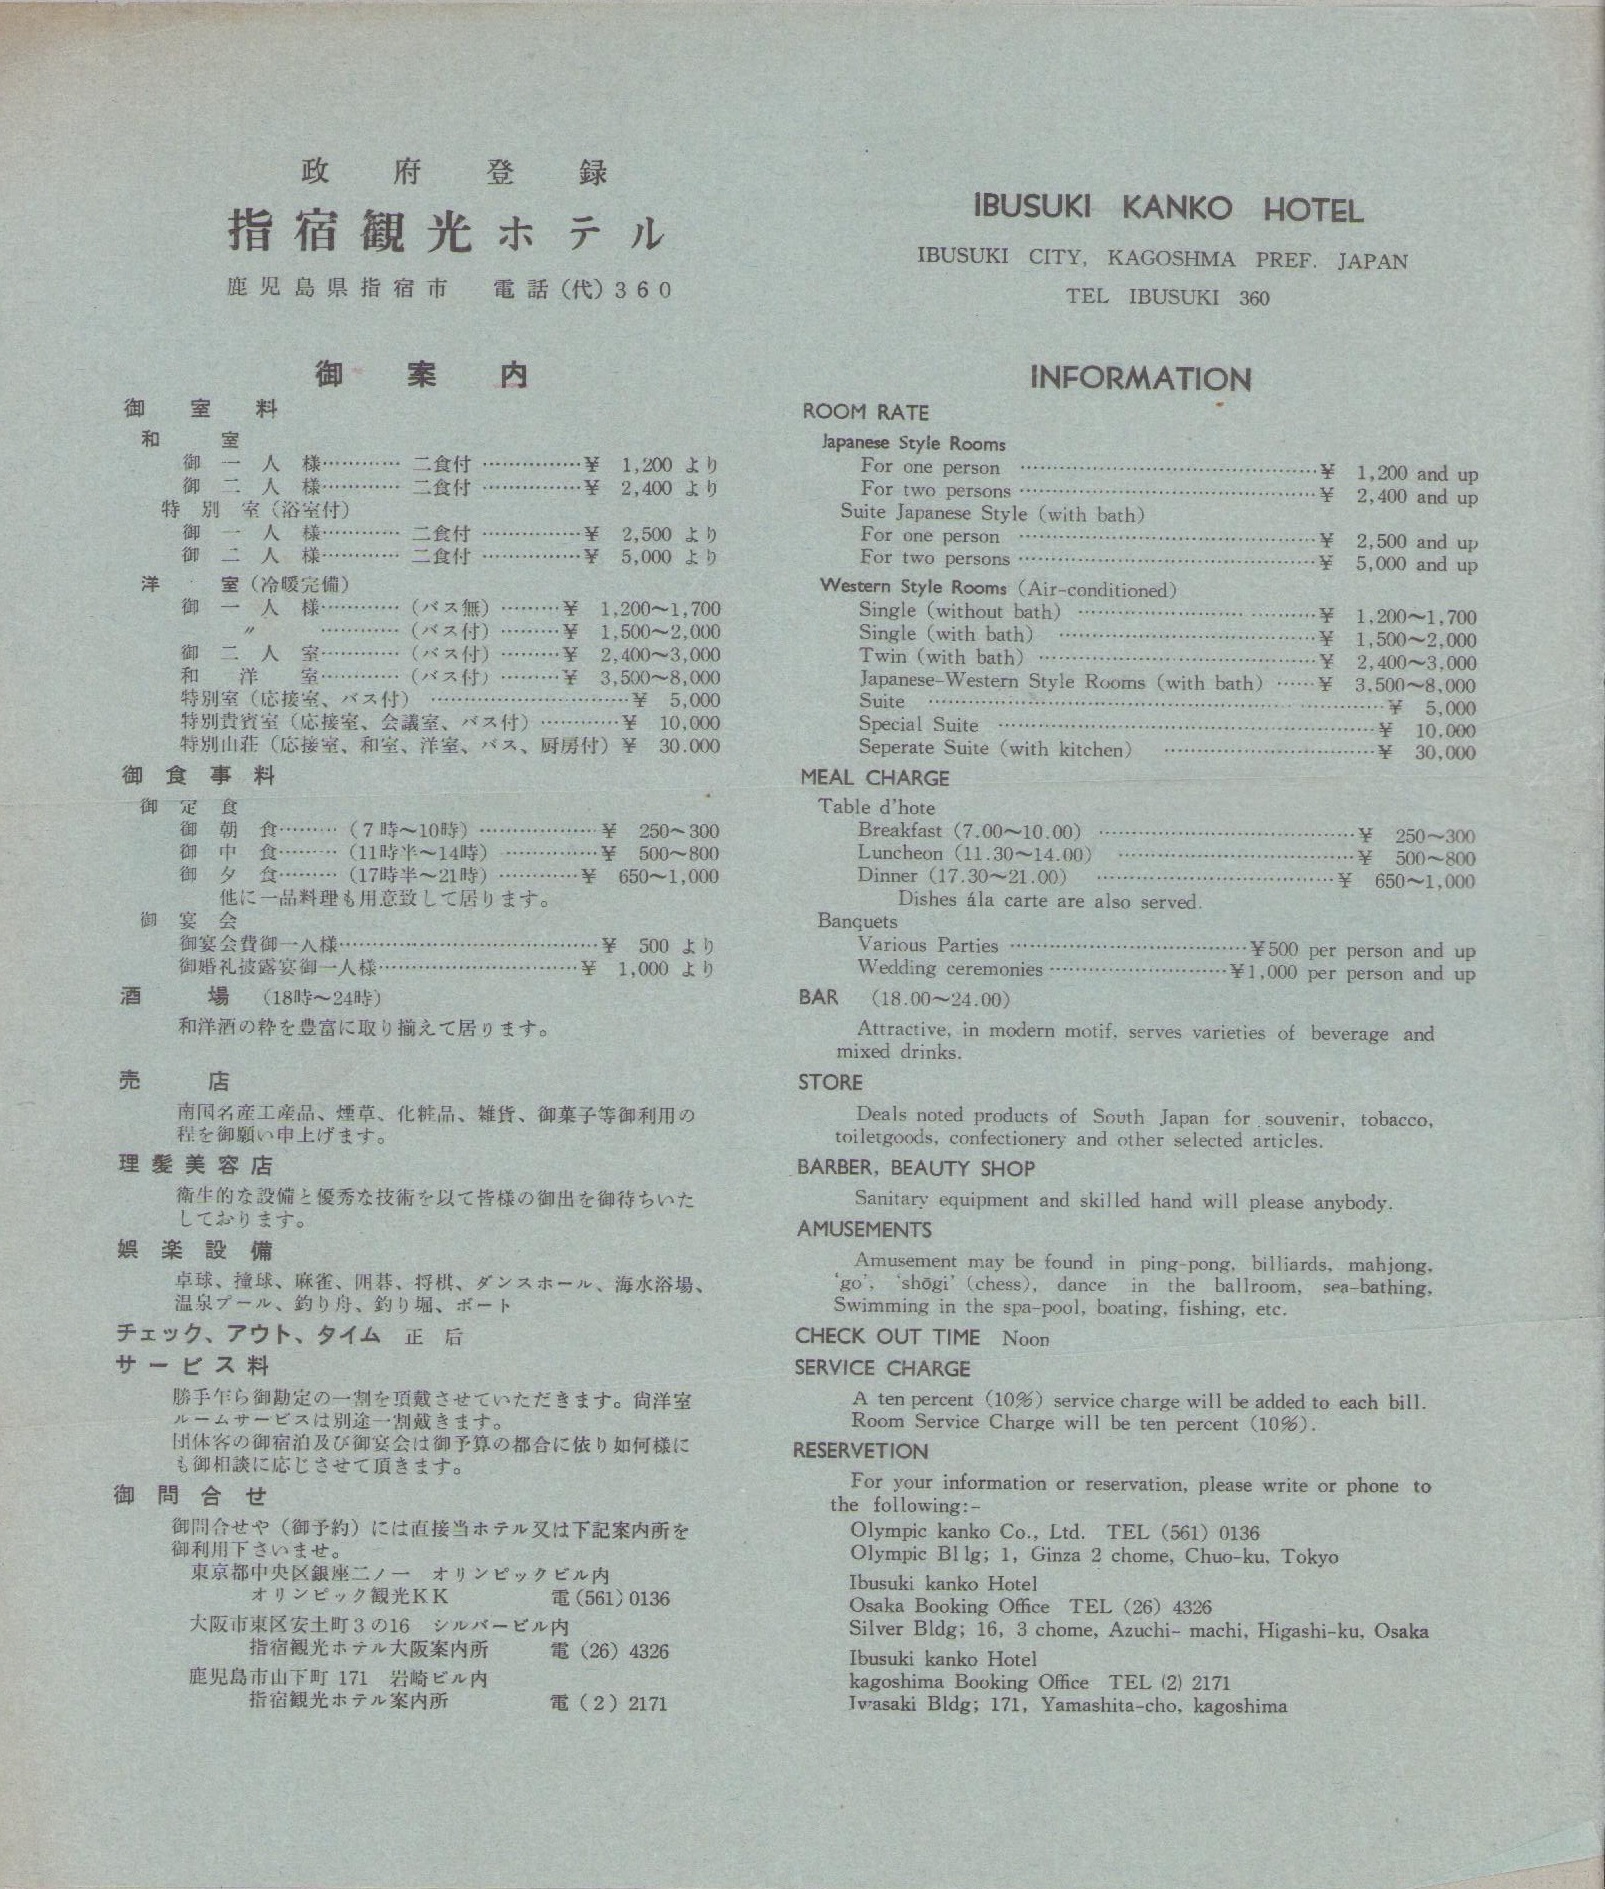 政府登録
指宿観光ホテル
鹿児島県指宿市 電話(代)360
御案内
御室料
和室
御一人様………… 二食付 ……………¥ 1,200 より
御二人様………… 二食付 ……………¥ 2,400 より
特別室(浴室付)
御一人様………… 二食付 ……………¥ 2,500 より
御二人様………… 二食付 ……………¥ 5,000 より
洋室(冷暖完備)
御一人様…………(バス無)………¥ 1,200〜1,700
〃 …………(バス付)………¥ 1,500〜2,000
御二人室…………(バス付)………¥ 2,400〜3,000
和洋室…………(バス付)………¥ 3,500〜8,000
特別室(応接室、バス付) …………………………¥ 5,000
特別貴賓室(応接室、会議室、バス付)…………¥ 10,000
特別山荘(応接室、和室、洋室、バス、厨房付)¥ 30.000
御食事料
御定食
御朝食………(7時〜10時)………………¥ 250〜300
御中食………(11時半〜14時) ……………¥ 500〜800
御夕食………(17時半〜21時)…………¥ 650〜1,000
他に一品料理も用意致して居ります。
御宴会
御宴会費御一人様…………………………………¥ 500 より
御婚礼披露宴御一人様…………………………¥ 1,000 より
酒場 (18時〜24時)
和洋酒の粋を豊富に取り揃えて居ります。
売店
南国名産工産品、煙草、化粧品、雑貨、御菓子等御利用の
程を御願い申上げます。
理髪美容店
衛生的な設備と優秀な技術を以て皆様の御出を御待ちいた
しております。
娯楽設備
卓球、撞球、麻雀、囲碁、将棋、ダンスホール、海水浴場、
温泉プール、釣り舟、釣り堀、ボート
チェック、アウト、タイム 正后
サービス料
勝手乍ら御勘定の一割を頂戴させていただきます。尚洋室
ルームサービスは別途一割戴きます。
団体客の御宿泊及び御宴会は御予算の都合に依り如何様に
も御相談に応じさせて頂きます。
御問合せ
御問合せや(御予約)には直接当ホテル又は下記案内所を
御利用下さいませ。
東京都中央区銀座二ノ一 オリンピックビル内
オリンピック観光KK 電(561)0136
大阪市東区安土町3の16 シルバービル内
指宿観光ホテル大阪案内所 電(26)4326
鹿児島市山下町171 岩崎ビル内
指宿観光ホテル案内所 電(2)2171
IBUSUKI KANKO HOTEL
IBUSUKI CITY, KAGOSHMA PREF. JAPAN
TEL IBUSUKI 360
INFORMATION
ROOM RATE
Japanese Style Rooms
For one person ……………………………………¥ 1,200 and up
For two persons ……………………………………¥ 2,400 and up
Suite Japanese Style (with bath)
For one person ……………………………………¥ 2,500 and up
For two persons ……………………………………¥ 5,000 and up
Western Style Rooms (Air-conditioned)
Single (without bath) ………………………………¥ 1,200〜1,700
Single (with bath) …………………………………¥ 1,500〜2,000
Twin (with bath) ……………………………………¥ 2,400〜3,000
Japanese-Western Style Rooms (with bath) ……¥ 3,500〜8,000
Suite …………………………………………………………¥ 5,000
Special Suite …………………………………………………¥ 10,000
Seperate Suite (with kitchen) …………………………¥ 30,000
MEAL CHARGE
Table d'hote
Breakfast (7.00〜10.00) …………………………………¥ 250〜300
Luncheon (11.30〜14.00) ………………………………¥ 500〜800
Dinner (17.30〜21.00) ………………………………¥ 650〜1,000
Dishes ála carte are also served.
Banquets
Various Parties ………………………………¥500 per person and up
Wedding ceremonies ………………………¥1,000 per person and up
BAR (18.00〜24.00)
Attractive, in modern motif, serves varieties of beverage and
mixed drinks.
STORE
Deals noted products of South Japan for souvenir, tobacco,
toiletgoods, confectionery and other selected articles.
BARBER, BEAUTY SHOP
Sanitary equipment and skilled hand will please anybody.
AMUSEMENTS
Amusement may be found in ping-pong, billiards, mahjong,
'go', 'shōgi' (chess), dance in the ballroom, sea-bathing,
Swimming in the spa-pool, boating, fishing, etc.
CHECK OUT TIME Noon
SERVICE CHARGE
A ten percent (10%) service charge will be added to each bill.
Room Service Charge will be ten percent (10%).
RESERVETION
For your information or reservation, please write or phone to
the following:-
Olympic kanko Co., Ltd. TEL (561) 0136
Olympic Bllg; 1, Ginza 2 chome, Chuo-ku, Tokyo
Ibusuki kanko Hotel
Osaka Booking Office TEL (26) 4326
Silver Bldg; 16, 3 chome, Azuchi- machi, Higashi-ku, Osaka
Ibusuki kanko Hotel
kagoshima Booking Office TEL (2) 2171
Iwasaki Bldg; 171, Yamashita-cho, kagoshima